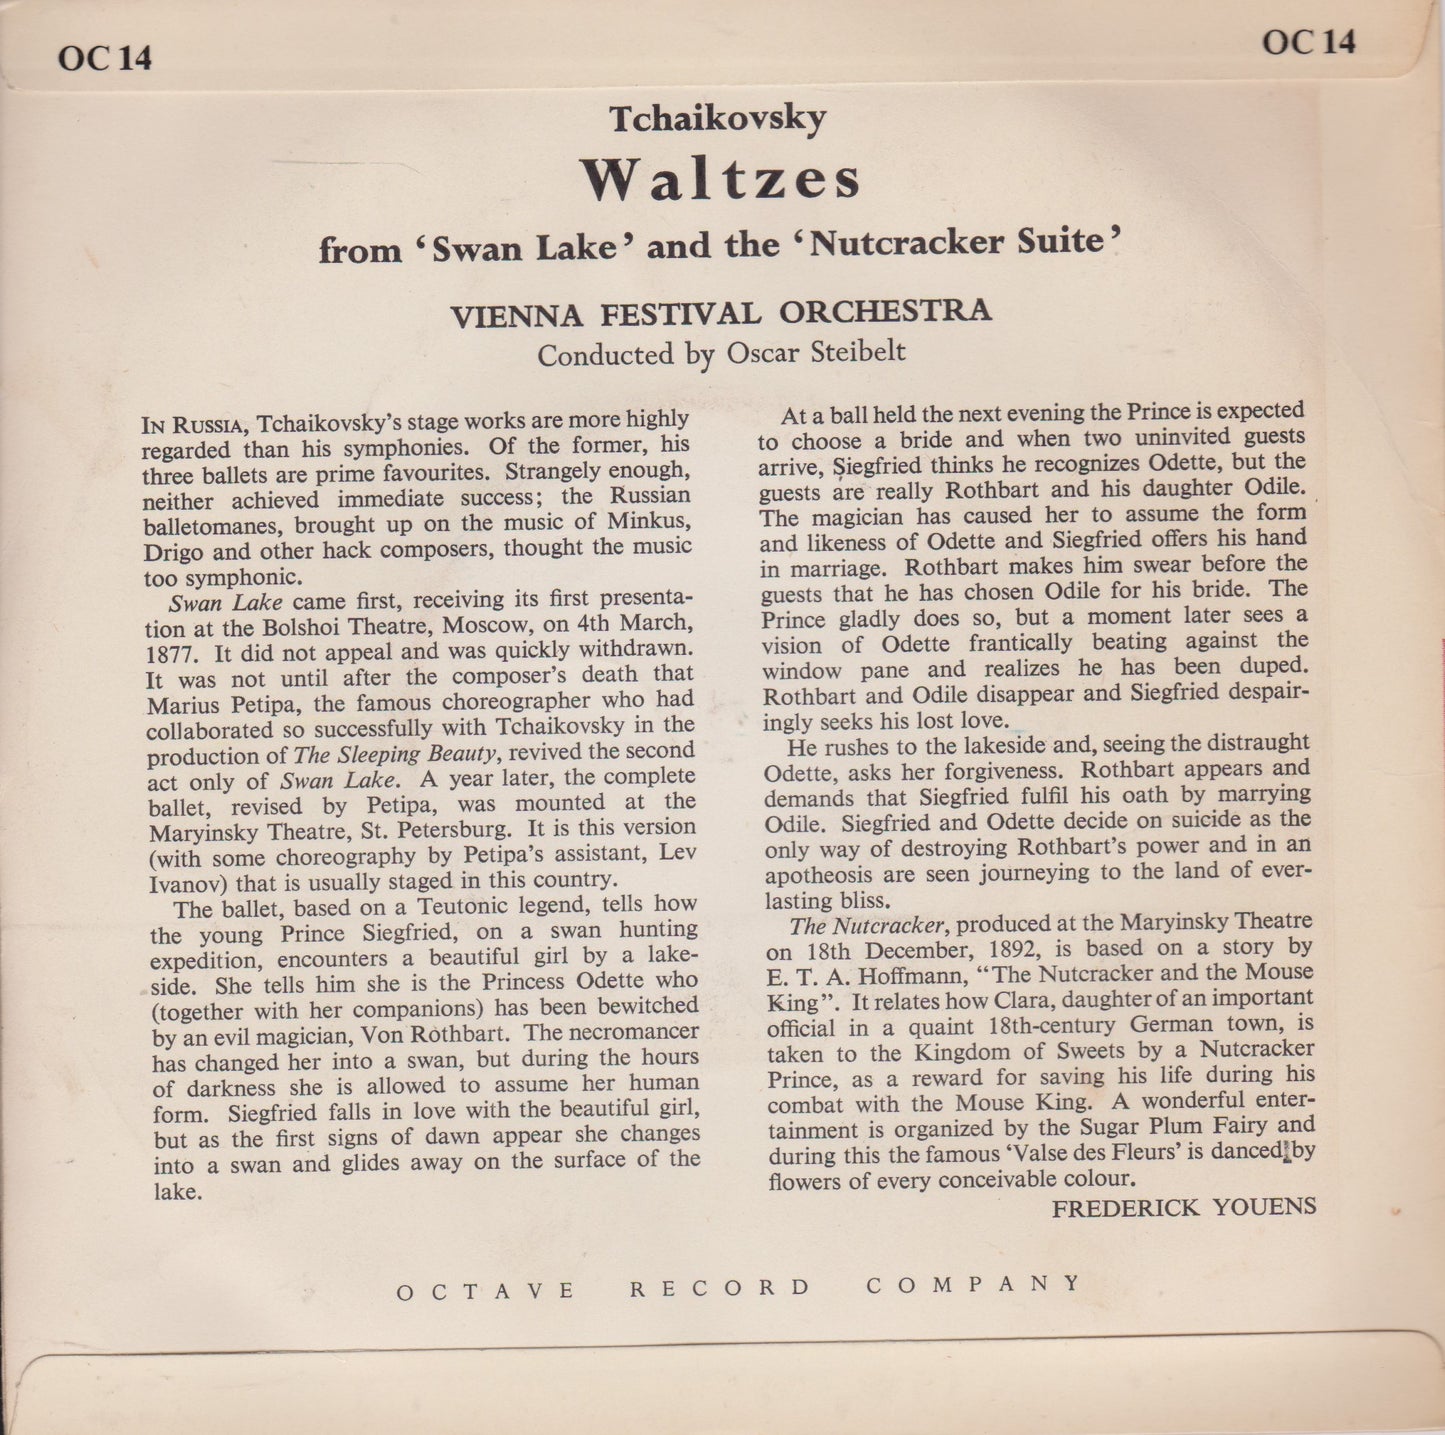 OC 14
OC 14
Tchaikovsky
Waltzes
from ‘Swan Lake’ and the ‘Nutcracker Suite’
VIENNA FESTIVAL ORCHESTRA
Conducted by Oscar Steibelt
IN RUSSIA, Tchaikovsky’s stage works are more highly
regarded than his symphonies. Of the former, his
three ballets are prime favourites. Strangely enough,
neither achieved immediate success; the Russian
balletomanes, brought up on the music of Minkus,
Drigo and other hack composers, thought the music
too symphonic.
Swan Lake came first, receiving its first presenta-
tion at the Bolshoi Theatre, Moscow, on 4th March,
1877. It did not appeal and was quickly withdrawn.
It was not until after the composer’s death that
Marius Petipa, the famous choreographer who had
collaborated so successfully with Tchaikovsky in the
production of The Sleeping Beauty, revived the second
act only of Swan Lake. A year later, the complete
ballet, revised by Petipa, was mounted at the
Maryinsky Theatre, St. Petersburg. It is this version
(with some choreography by Petipa’s assistant, Lev
Ivanov) that is usually staged in this country.
The ballet, based on a Teutonic legend, tells how
the young Prince Siegfried, on a swan hunting
expedition, encounters a beautiful girl by a lake-
side. She tells him she is the Princess Odette who
(together with her companions) has been bewitched
by an evil magician, Von Rothbart. The necromancer
has changed her into a swan, but during the hours
of darkness she is allowed to assume her human
form. Siegfried falls in love with the beautiful girl,
but as the first signs of dawn appear she changes
into a swan and glides away on the surface of the
lake.
At a ball held the next evening the Prince is expected
to choose a bride and when two uninvited guests
arrive, Siegfried thinks he recognizes Odette, but the
guests are really Rothbart and his daughter Odile.
The magician has caused her to assume the form
and likeness of Odette and Siegfried offers his hand
in marriage. Rothbart makes him swear before the
guests that he has chosen Odile for his bride. The
Prince gladly does so, but a moment later sees a
vision of Odette frantically beating against the
window pane and realizes he has been duped.
Rothbart and Odile disappear and Siegfried despair-
ingly seeks his lost love.
He rushes to the lakeside and, seeing the distraught
Odette, asks her forgiveness. Rothbart appears and
demands that Siegfried fulfil his oath by marrying
Odile. Siegfried and Odette decide on suicide as the
only way of destroying Rothbart’s power and in an
apotheosis are seen journeying to the land of ever-
lasting bliss.
The Nutcracker, produced at the Maryinsky Theatre
on 18th December, 1892, is based on a story by
E. T. A. Hoffmann, “The Nutcracker and the Mouse
King”. It relates how Clara, daughter of an important
official in a quaint 18th-century German town, is
taken to the Kingdom of Sweets by a Nutcracker
Prince, as a reward for saving his life during his
combat with the Mouse King. A wonderful enter-
tainment is organized by the Sugar Plum Fairy and
during this the famous ‘Valse des Fleurs’ is danced by
flowers of every conceivable colour.
FREDERICK YOUENS
OCTAVE RECORD COMPANY